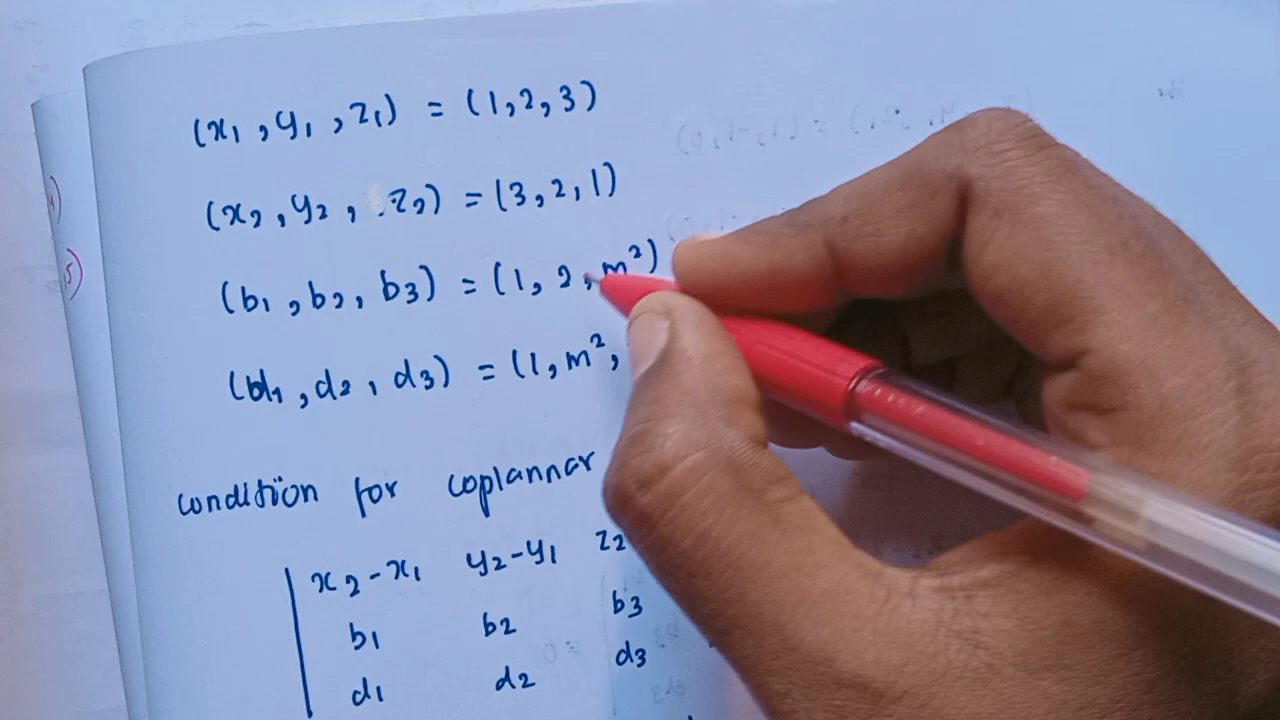 (x₁, y₁, z₁) = (1, 2, 3)
(x₂, y₂, z₂) = (3, 2, 1)
(b₁, b₂, b₃) = (1, 2, m²)
(d₁, d₂, d₃) = (1, m²,
condition for coplannar
x₂-x₁ y₂-y₁ z₂
b₁ b₂ b₃
d₁ d₂ d₃
5)